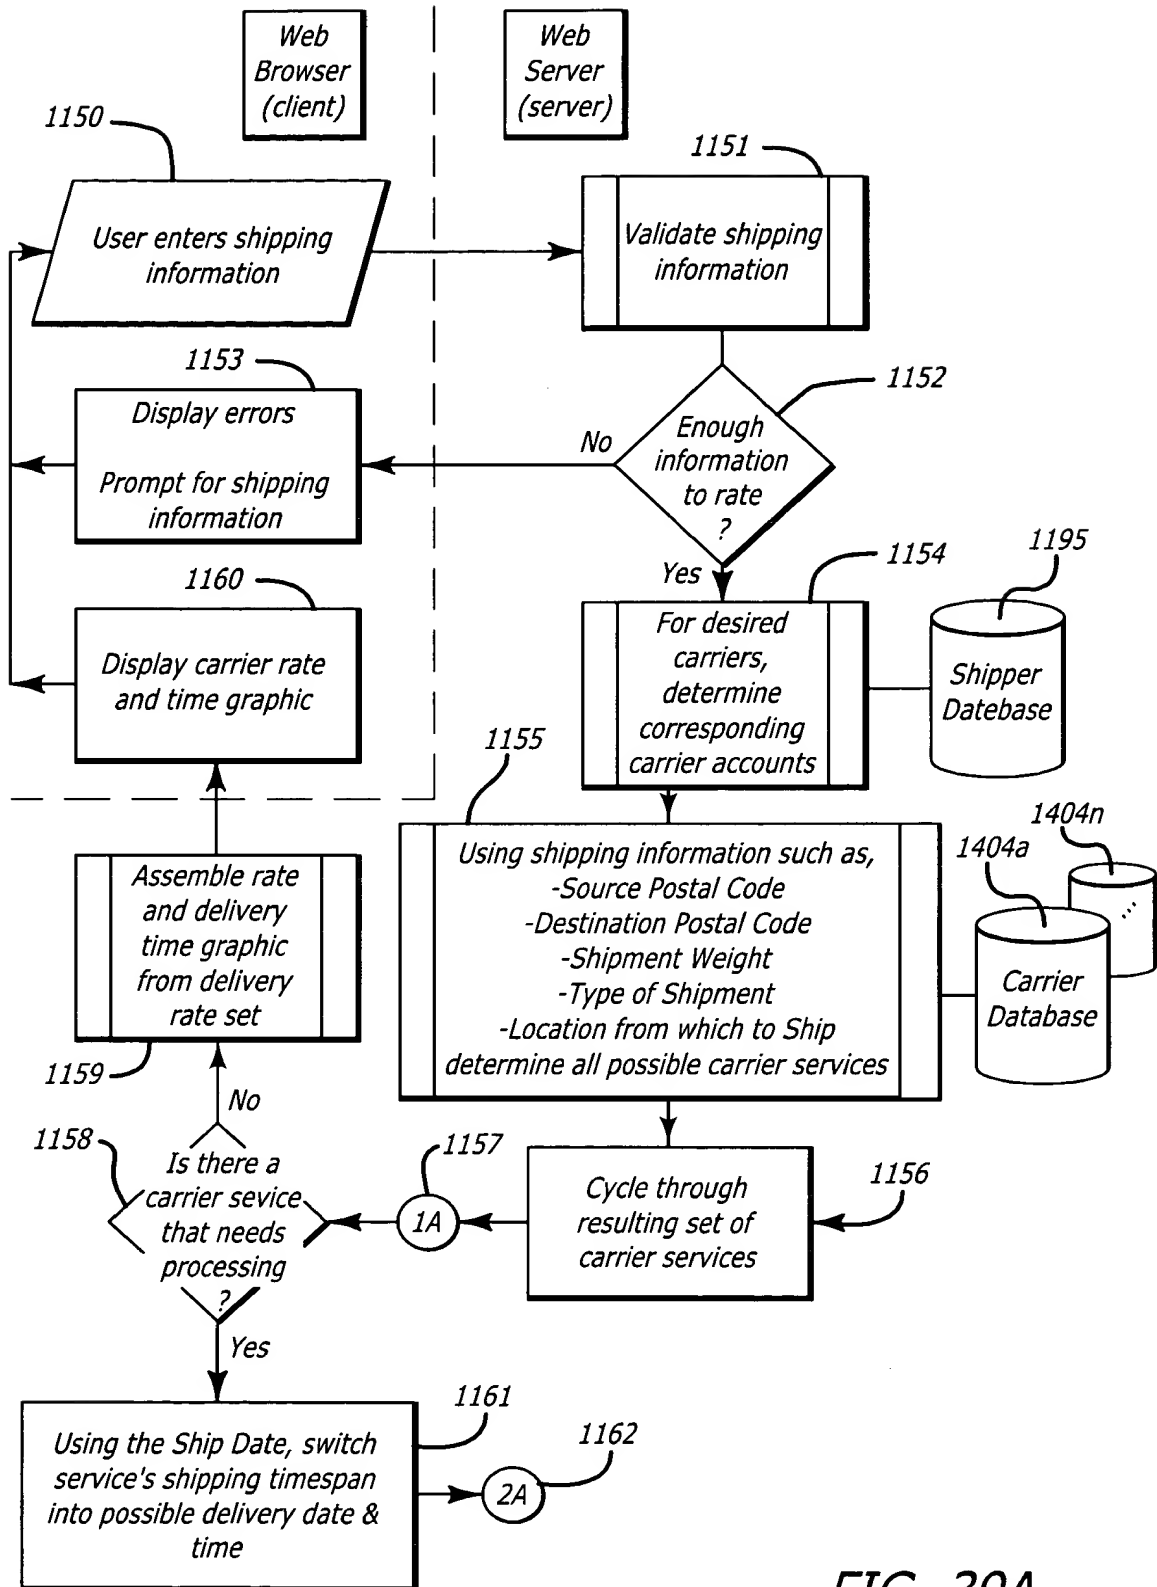 Web
Browser
(client)
Web
Server
(server)
1150
1151
User enters shipping
information
Validate shipping
information
1153
1152
Display errors
Prompt for shipping
information
No
Enough
information
to rate
?
Yes
1154
1195
1160
For desired
carriers,
determine
corresponding
carrier accounts
Shipper
Datebase
Display carrier rate
and time graphic
1155
1404n
1404a
Using shipping information such as,
-Source Postal Code
-Destination Postal Code
-Shipment Weight
-Type of Shipment
-Location from which to Ship
determine all possible carrier services
Carrier
Database
Assemble rate
and delivery
time graphic
from delivery
rate set
1159
No
1158
1157
Is there a
carrier sevice
that needs
processing
?
1A
Cycle through
resulting set of
carrier services
1156
Yes
1161
1162
Using the Ship Date, switch
service's shipping timespan
into possible delivery date &
time
2A
FIG. 39A